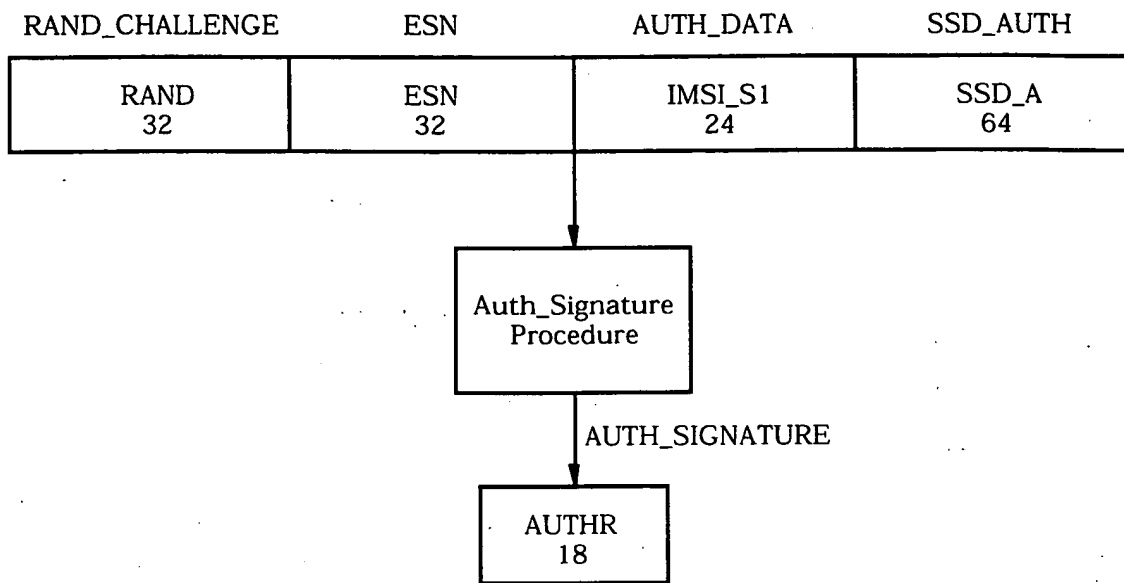 RAND_CHALLENGE ESN AUTH_DATA SSD_AUTH
RAND ESN IMSI_S1 SSD_A
32 32 24 64
Auth_Signature
Procedure
AUTH_SIGNATURE
AUTHR
18